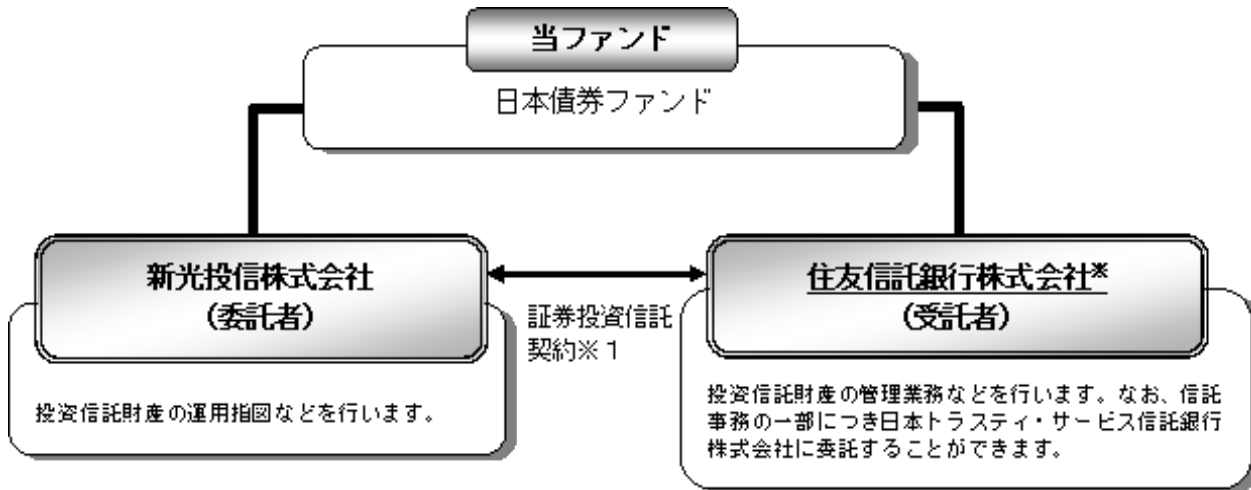 当ファンド
日本債券ファンド
新光投信株式会社
(委託者)
住友信託銀行株式会社※
(受託者)
証券投資信託
契約※1
投資信託財産の運用指図などを行います。
投資信託財産の管理業務などを行います。なお、信託
事務の一部につき日本トラスティ・サービス信託銀行
株式会社に委託することができます。